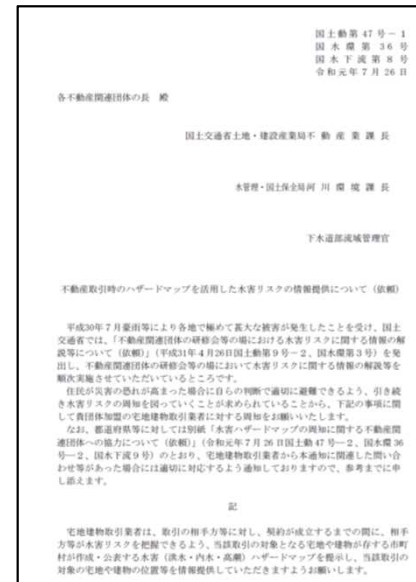 国土動第47号-1
国水環第36号
国水下流第8号
令和元年7月26日
各不動産関連団体の長 殿
国土交通省土地・建設産業局不動産業課長
水管理・国土保全局河川環境課長
下水道部流域管理官
不動産取引時のハザードマップを活用した水害リスクの情報提供について(依頼)
平成30年7月豪雨等により各地で極めて甚大な被害が発生したことを受け、国土
交通省では、「不動産関連団体の研修会等の場における水害リスクに関する情報の解
説等について(依頼)」(平成31年4月26日国土動第9号-2、国水環第3号)を発
出し、不動産関連団体の研修会等の場において水害リスクに関する情報の解説等を
順次実施させていただいているところです。
住民が災害の恐れが高まった場合に自らの判断で適切に避難できるよう、引き続
き水害リスクの周知を図っていくことが求められていることから、下記の事項に関
して貴団体加盟の宅地建物取引業者に対する周知をお願いいたします。
なお、都道府県等に対しては別紙「水害ハザードマップの周知に関する不動産関
連団体への協力について(依頼)」(令和元年7月26日国土動47号-2、国水環36
号-2、国水下流9号)のとおり、宅地建物取引業者から本通知に関連した問い合
わせ等があった場合には適切に対応するよう通知しておりますので、参考までに申
し添えます。
記
宅地建物取引業者は、取引の相手方等に対し、契約が成立するまでの間に、相手
方等が水害リスクを把握できるよう、当該取引の対象となる宅地や建物が存する市町
村が作成・公表する水害(洪水・内水・高潮)ハザードマップを提示し、当該取引の
対象の宅地や建物の位置等を情報提供していただきますようお願いします。